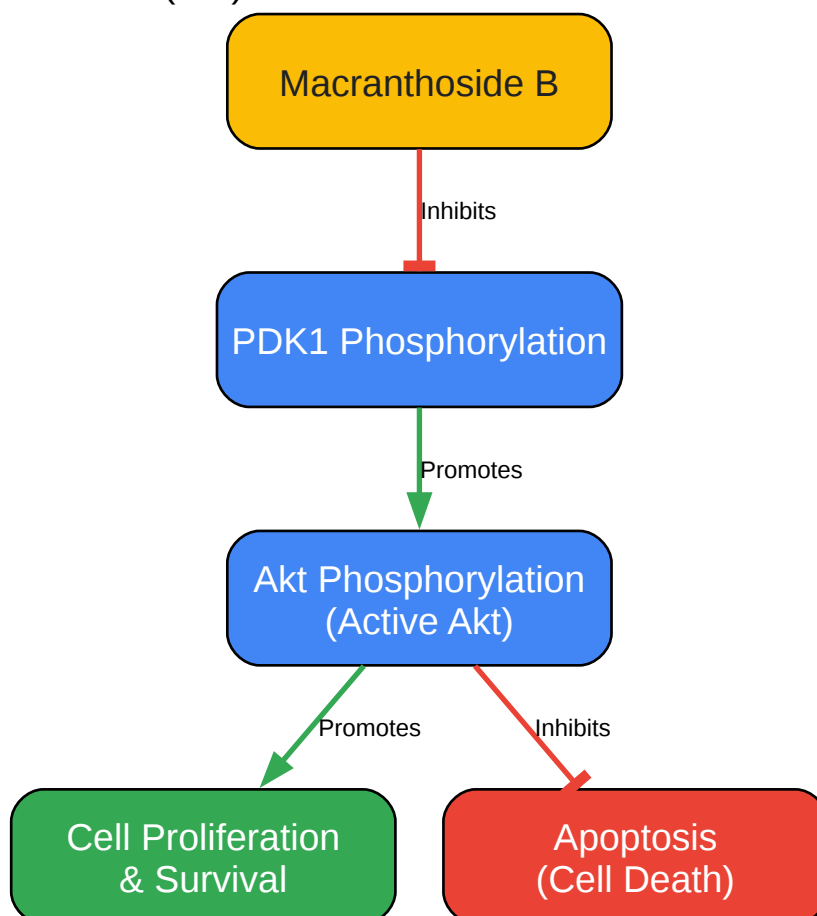 Macranthoside B
Inhibits
PDK1 Phosphorylation
Promotes
Akt Phosphorylation
(Active Akt)
Promotes
Inhibits
Cell Proliferation
& Survival
Apoptosis
(Cell Death)